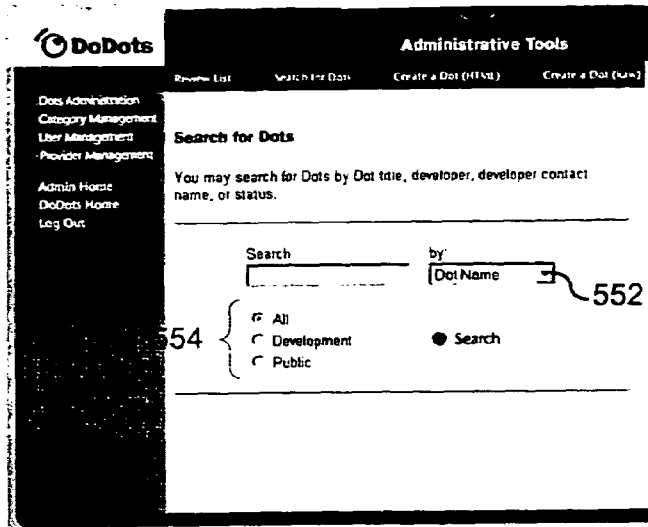 DoDots
Administrative Tools
Review List Search for Dots Create a Dot (HTML) Create a Dot (Raw)
Dots Administration
Category Management
User Management
Provider Management
Admin Home
DoDots Home
Log Out
Search for Dots
You may search for Dots by Dot title, developer, developer contact
name, or status.
Search by:
Dot Name
552
554
All
Development
Public
Search